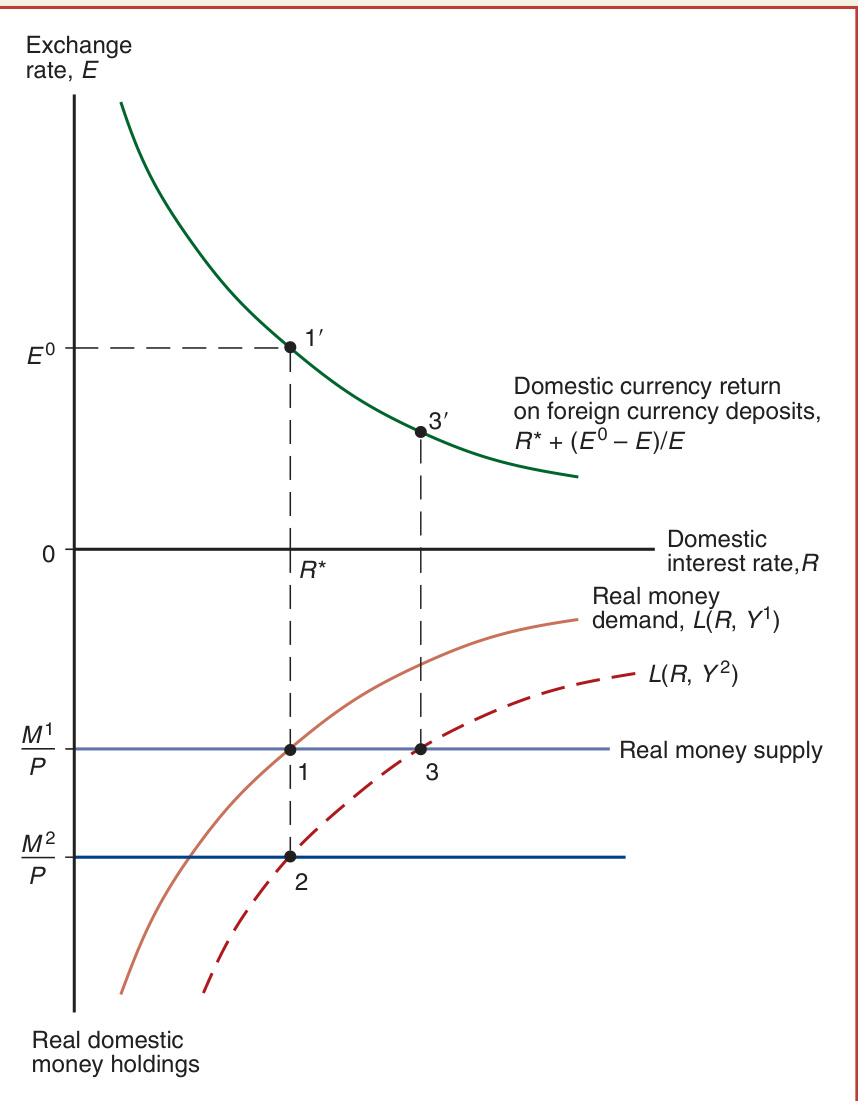 Exchange
rate, E
E⁰
1′
3′
Domestic currency return
on foreign currency deposits,
R* + (E⁰ – E)/E
0
Domestic
interest rate,R
R*
Real money
demand, L(R, Y¹)
L(R, Y²)
M¹
P
1
3
Real money supply
M²
P
2
Real domestic
money holdings